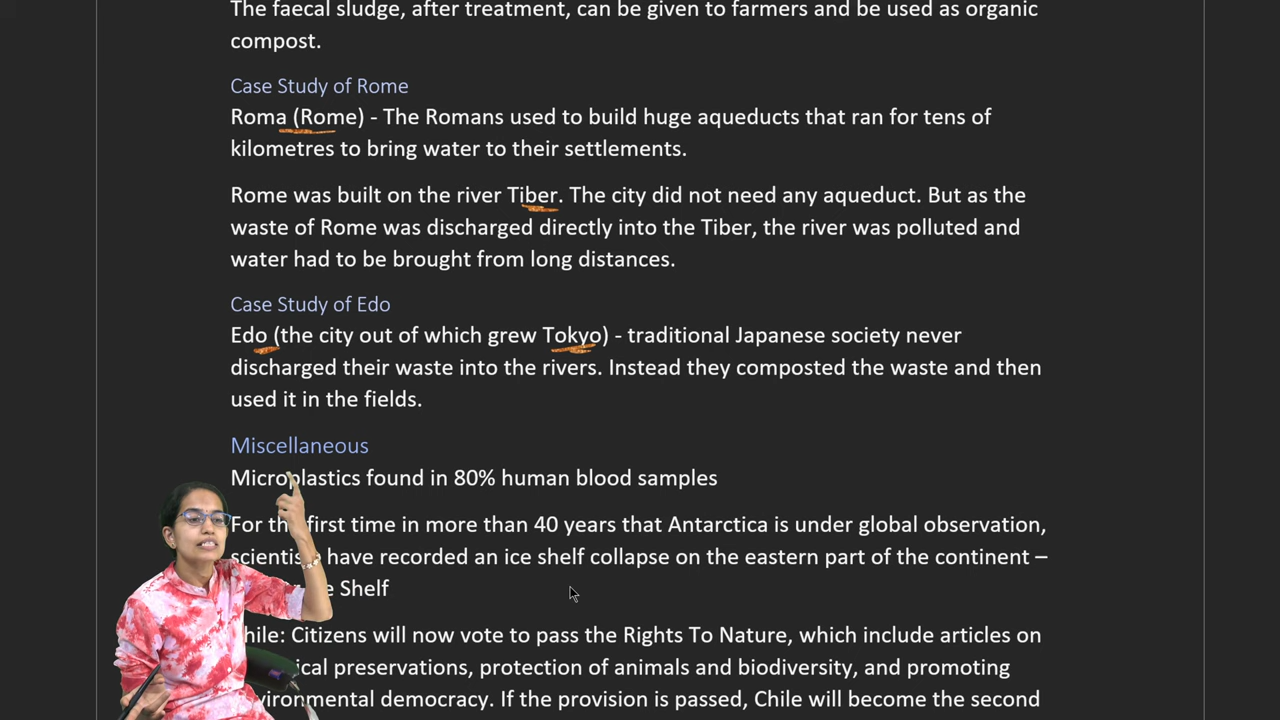 The faecal sludge, after treatment, can be given to farmers and be used as organic
compost.
Case Study of Rome
Roma (Rome) - The Romans used to build huge aqueducts that ran for tens of
kilometres to bring water to their settlements.
Rome was built on the river Tiber. The city did not need any aqueduct. But as the
waste of Rome was discharged directly into the Tiber, the river was polluted and
water had to be brought from long distances.
Case Study of Edo
Edo (the city out of which grew Tokyo) - traditional Japanese society never
discharged their waste into the rivers. Instead they composted the waste and then
used it in the fields.
Miscellaneous
Microplastics found in 80% human blood samples
For the first time in more than 40 years that Antarctica is under global observation,
have recorded an ice shelf collapse on the eastern part of the continent –
Shelf
Citizens will now vote to pass the Rights To Nature, which include articles on
preservations, protection of animals and biodiversity, and promoting
democracy. If the provision is passed, Chile will become the second